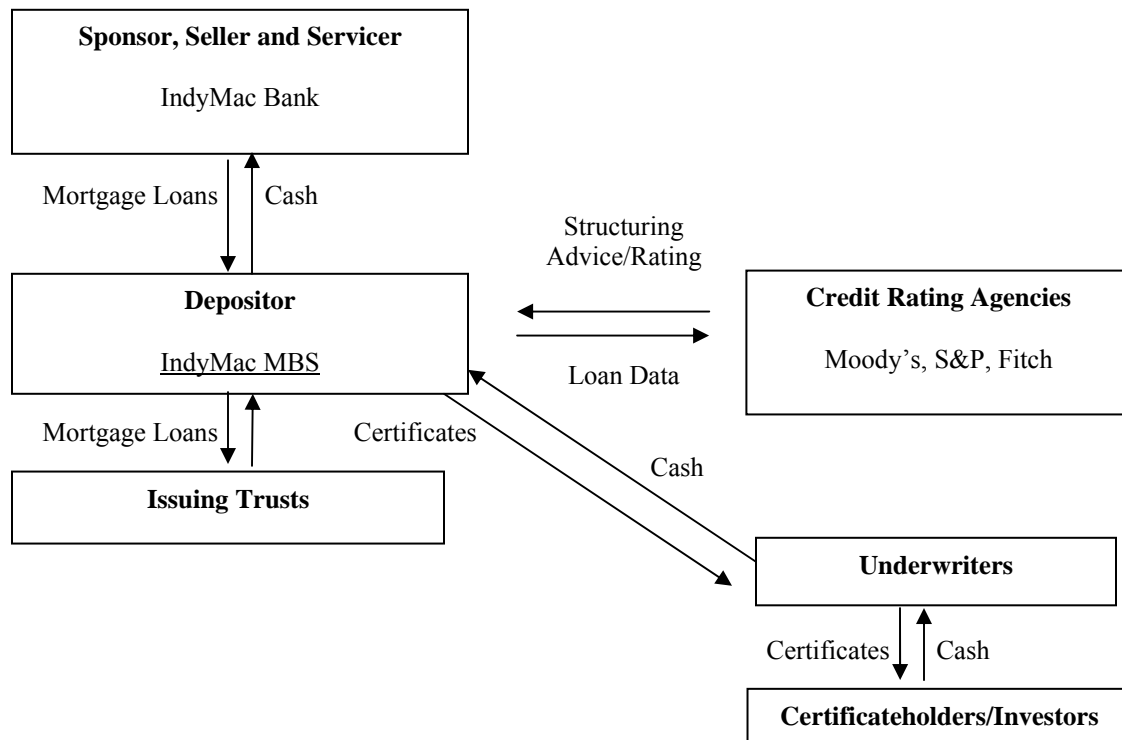 Sponsor, Seller and Servicer
IndyMac Bank
Mortgage Loans
Cash
Structuring
Advice/Rating
Depositor
IndyMac MBS
Credit Rating Agencies
Moody’s, S&P, Fitch
Loan Data
Mortgage Loans
Certificates
Cash
Issuing Trusts
Underwriters
Certificates
Cash
Certificateholders/Investors